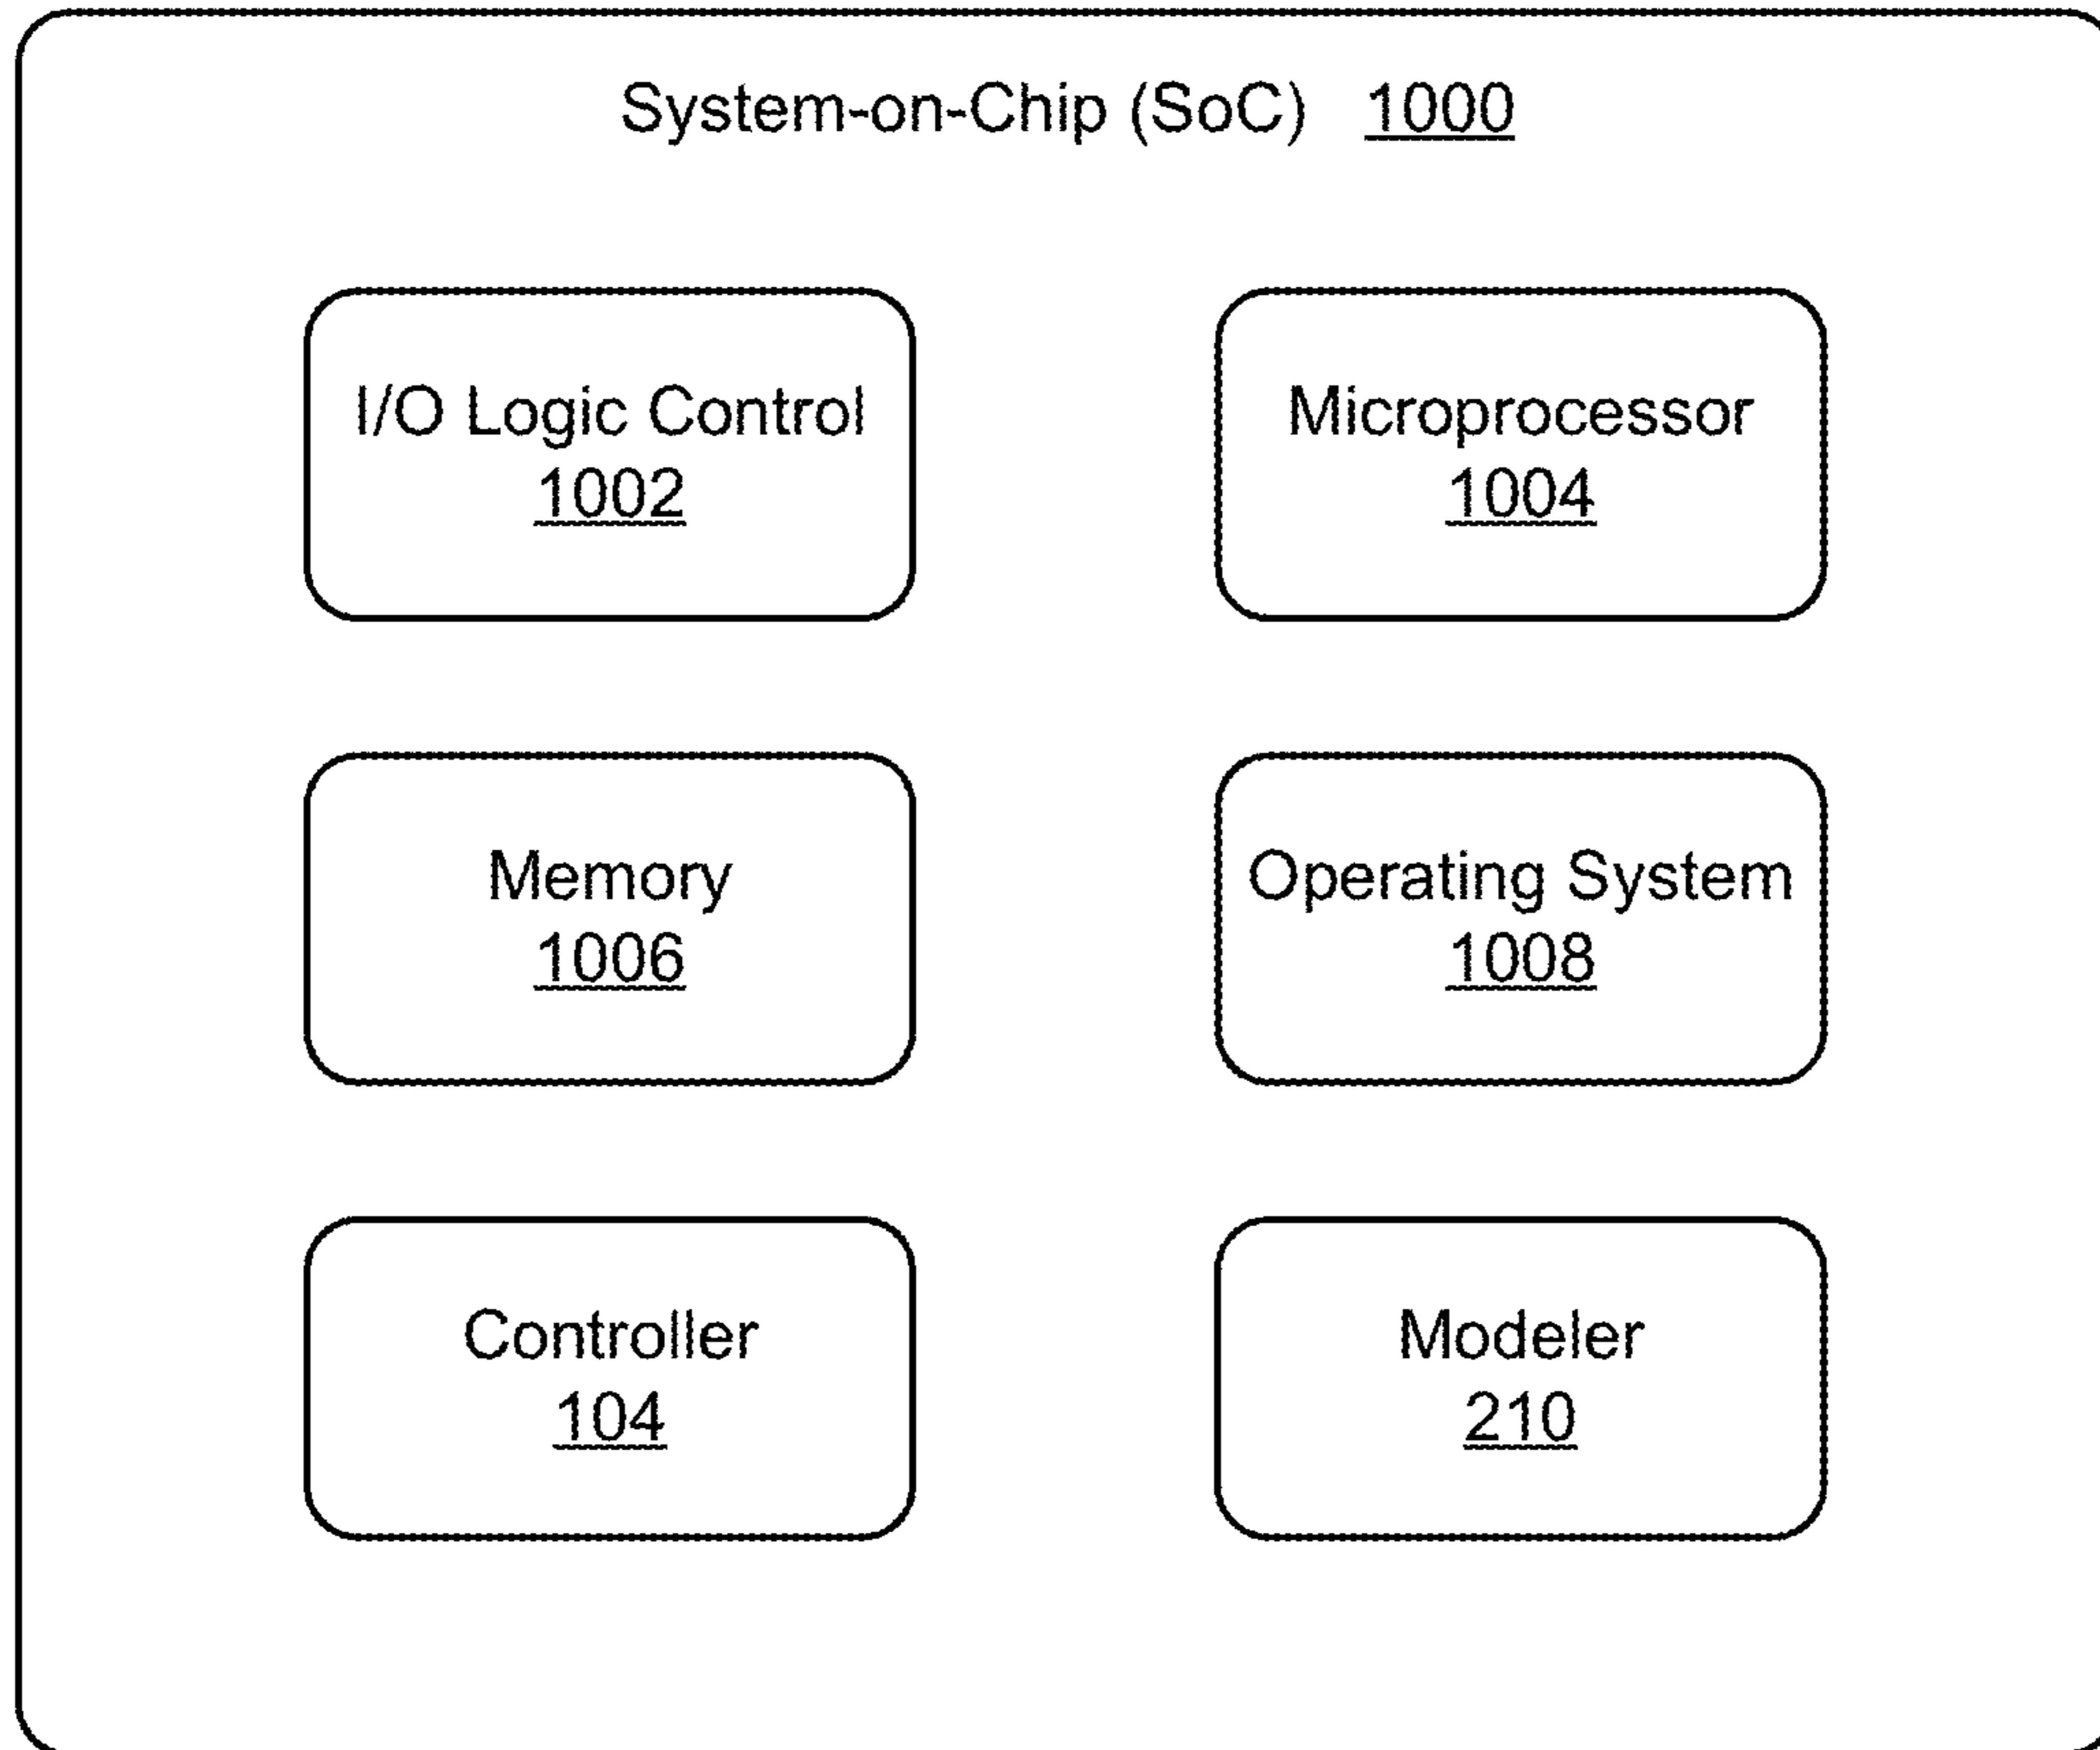 System-on-Chip (SoC) 1000
I/O Logic Control
1002
Microprocessor
1004
Memory
1006
Operating System
1008
Controller
104
Modeler
210